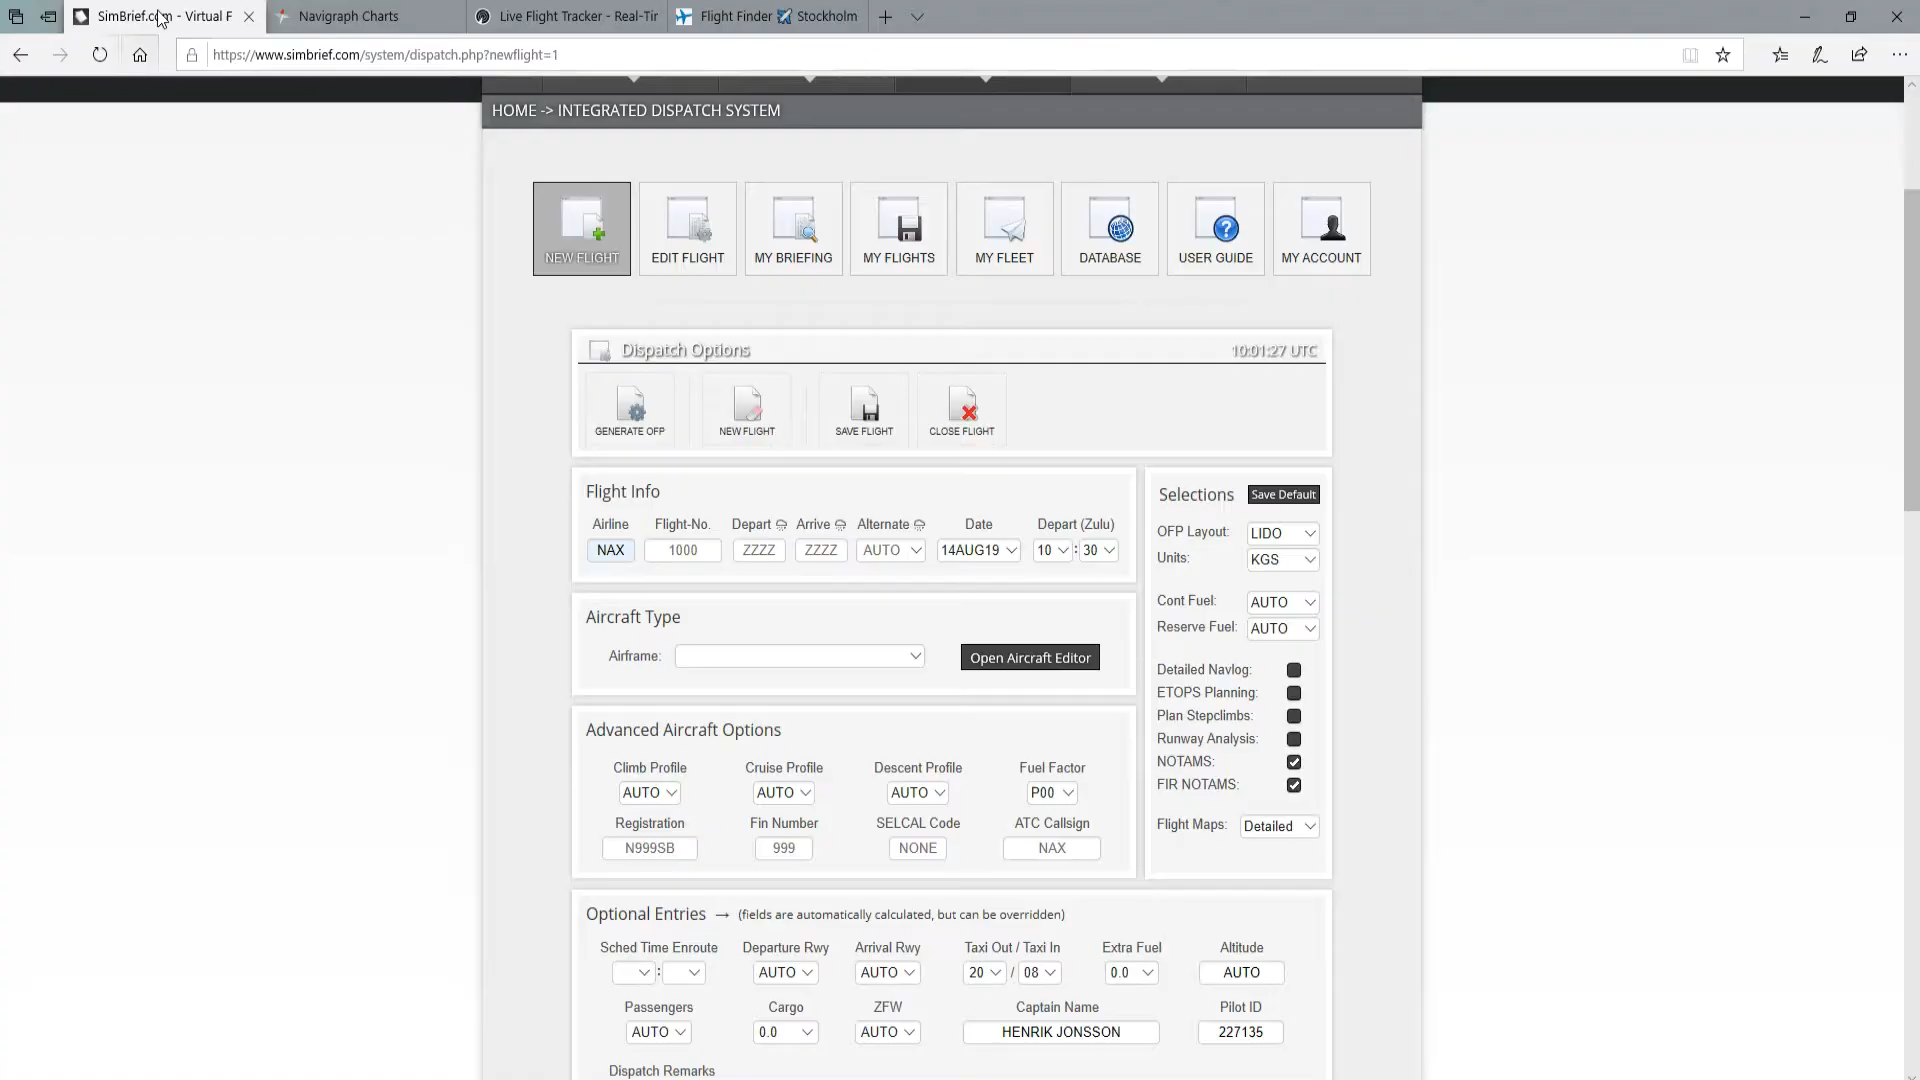 SimBrief.com - Virtual F
Navigraph Charts
Live Flight Tracker - Real-Tir
Flight Finder Stockholm
https://www.simbrief.com/system/dispatch.php?newflight=1
HOME -> INTEGRATED DISPATCH SYSTEM
NEW FLIGHT
EDIT FLIGHT
MY BRIEFING
MY FLIGHTS
MY FLEET
DATABASE
USER GUIDE
MY ACCOUNT
Dispatch Options
10:01:27 UTC
GENERATE OFP
NEW FLIGHT
SAVE FLIGHT
CLOSE FLIGHT
Flight Info
Airline Flight-No. Depart Arrive Alternate Date Depart (Zulu)
NAX 1000 ZZZZ ZZZZ AUTO 14AUG19 10 : 30
Aircraft Type
Airframe:
Open Aircraft Editor
Advanced Aircraft Options
Climb Profile Cruise Profile Descent Profile Fuel Factor
AUTO AUTO AUTO P00
Registration Fin Number SELCAL Code ATC Callsign
N999SB 999 NONE NAX
Selections Save Default
OFP Layout: LIDO
Units: KGS
Cont Fuel: AUTO
Reserve Fuel: AUTO
Detailed Navlog:
ETOPS Planning:
Plan Stepclimbs:
Runway Analysis:
NOTAMS:
FIR NOTAMS:
Flight Maps: Detailed
Optional Entries → (fields are automatically calculated, but can be overridden)
Sched Time Enroute Departure Rwy Arrival Rwy Taxi Out / Taxi In Extra Fuel Altitude
: AUTO AUTO 20 / 08 0.0 AUTO
Passengers Cargo ZFW Captain Name Pilot ID
AUTO 0.0 AUTO HENRIK JONSSON 227135
Dispatch Remarks